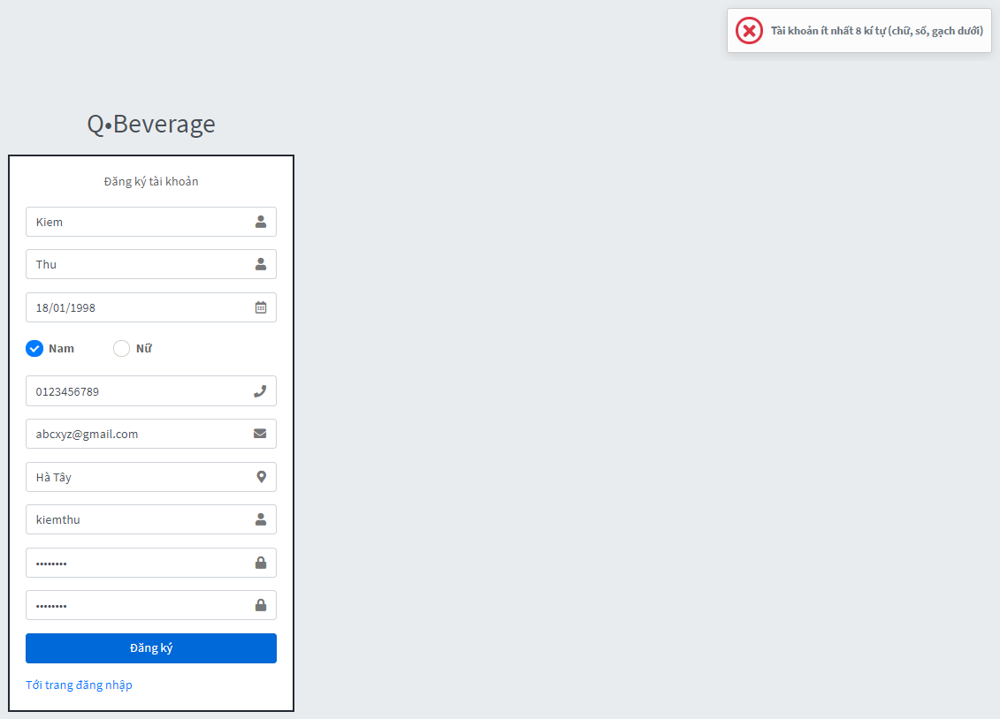 Tài khoản ít nhất 8 kí tự (chữ, số, gạch dưới)
Q•Beverage
Đăng ký tài khoản
Kiem
Thu
18/01/1998
Nam Nữ
0123456789
abcxyz@gmail.com
Hà Tây
kiemthu
••••••••
••••••••
Đăng ký
Tới trang đăng nhập